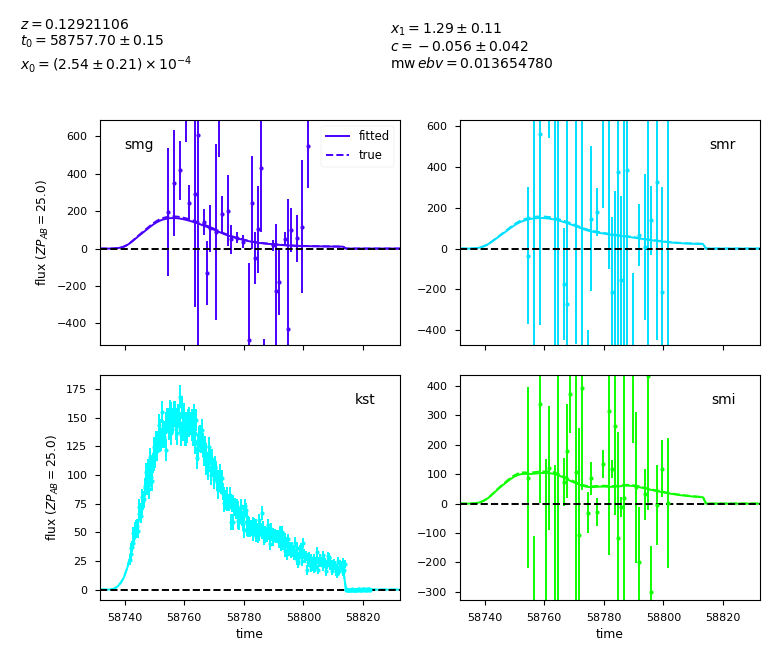 z = 0.12921106
t₀ = 58757.70 ± 0.15
x₀ = (2.54 ± 0.21) × 10⁻⁴
x₁ = 1.29 ± 0.11
c = −0.056 ± 0.042
mw ebv = 0.013654780
smg
fitted
true
600
400
200
0
−200
−400
flux (ZP_AB = 25.0)
smr
600
400
200
0
−200
−400
kst
175
150
125
100
75
50
25
0
flux (ZP_AB = 25.0)
58740 58760 58780 58800 58820
time
smi
400
300
200
100
0
−100
−200
−300
58740 58760 58780 58800 58820
time